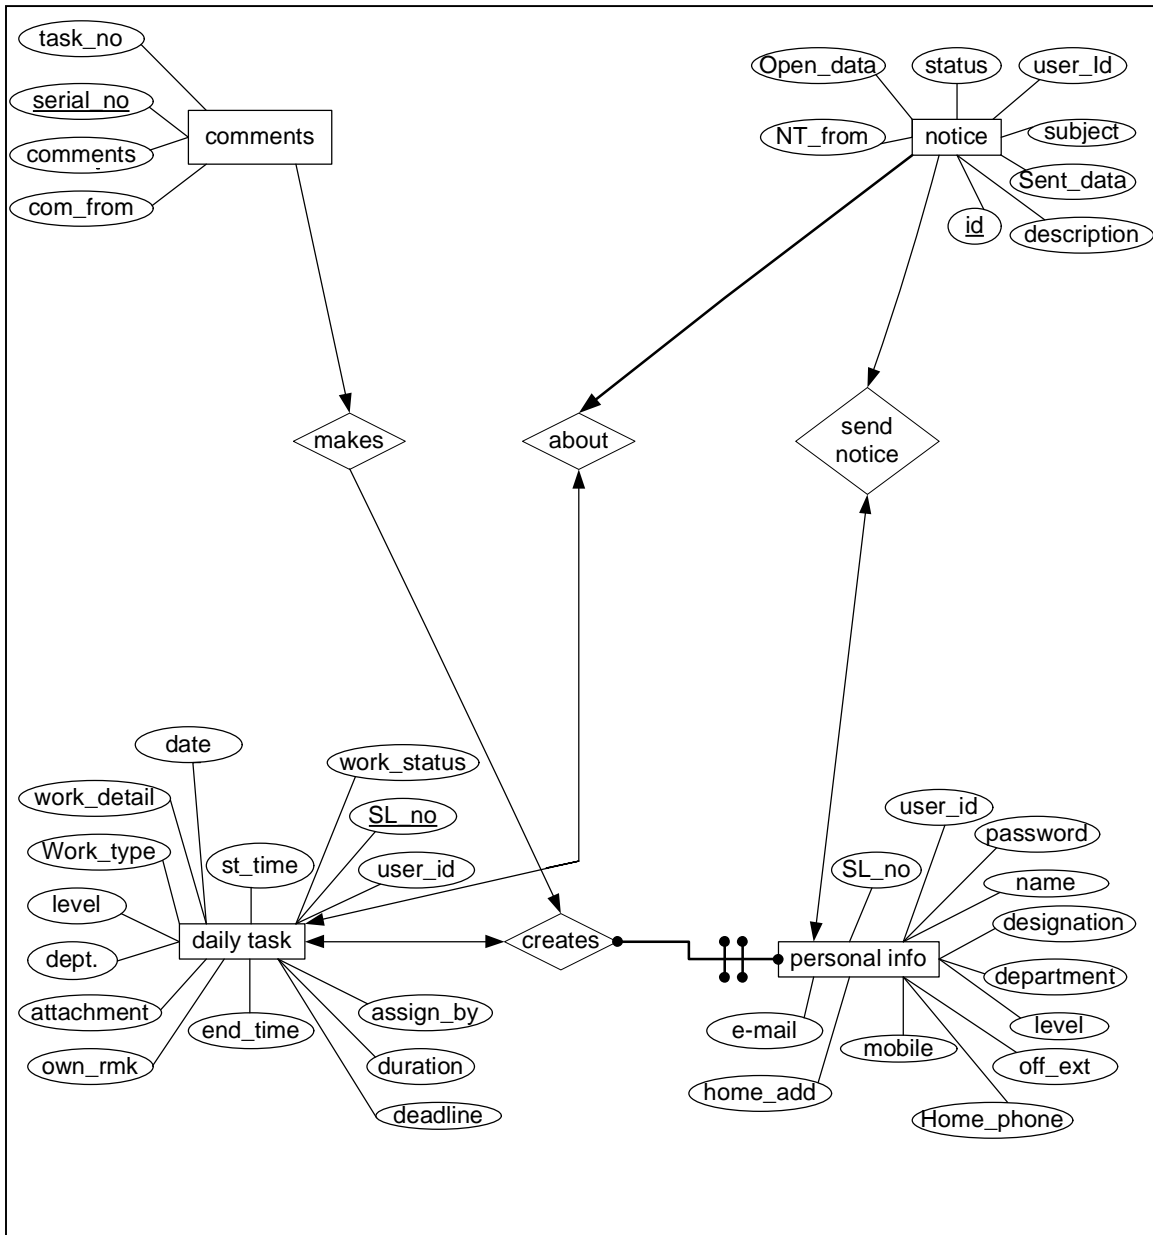 task_no
serial_no
comments
com_from
comments
Open_data
status
user_Id
NT_from
notice
subject
Sent_data
id
description
makes
about
send
notice
date
work_status
work_detail
SL_no
Work_type
st_time
user_id
level
daily task
dept.
attachment
end_time
assign_by
own_rmk
duration
deadline
creates
user_id
password
SL_no
name
designation
personal info
department
level
e-mail
mobile
off_ext
home_add
Home_phone